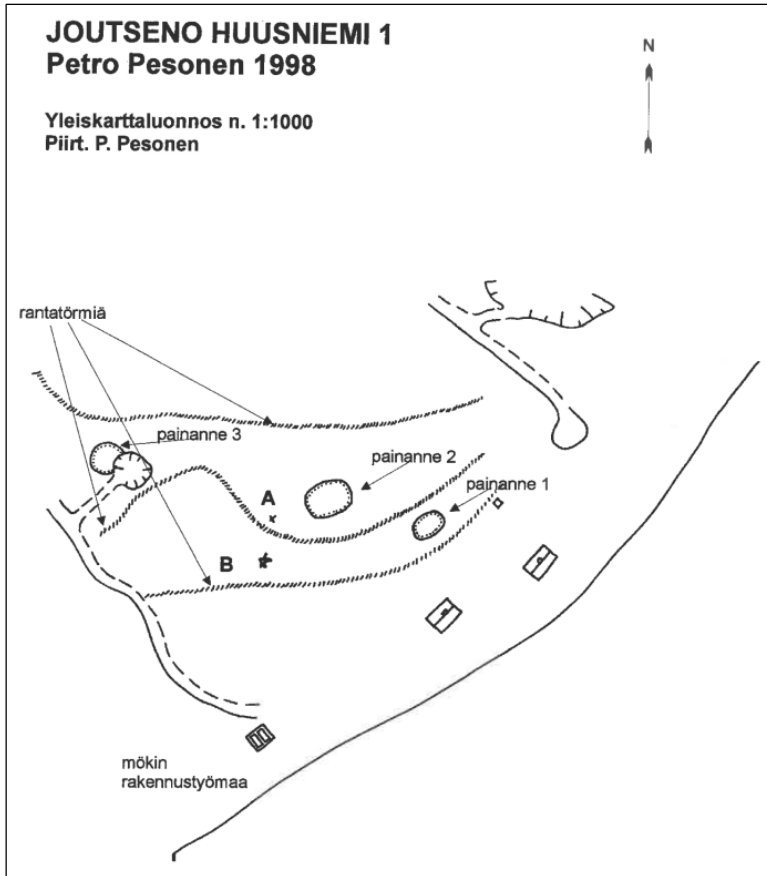 JOUTSENO HUUSNIEMI 1
Petro Pesonen 1998
N
Yleiskarttaluonnos n. 1:1000
Piirt. P. Pesonen
rantatörmiä
painanne 3
painanne 2
painanne 1
A
B
mökin
rakennustyömaa